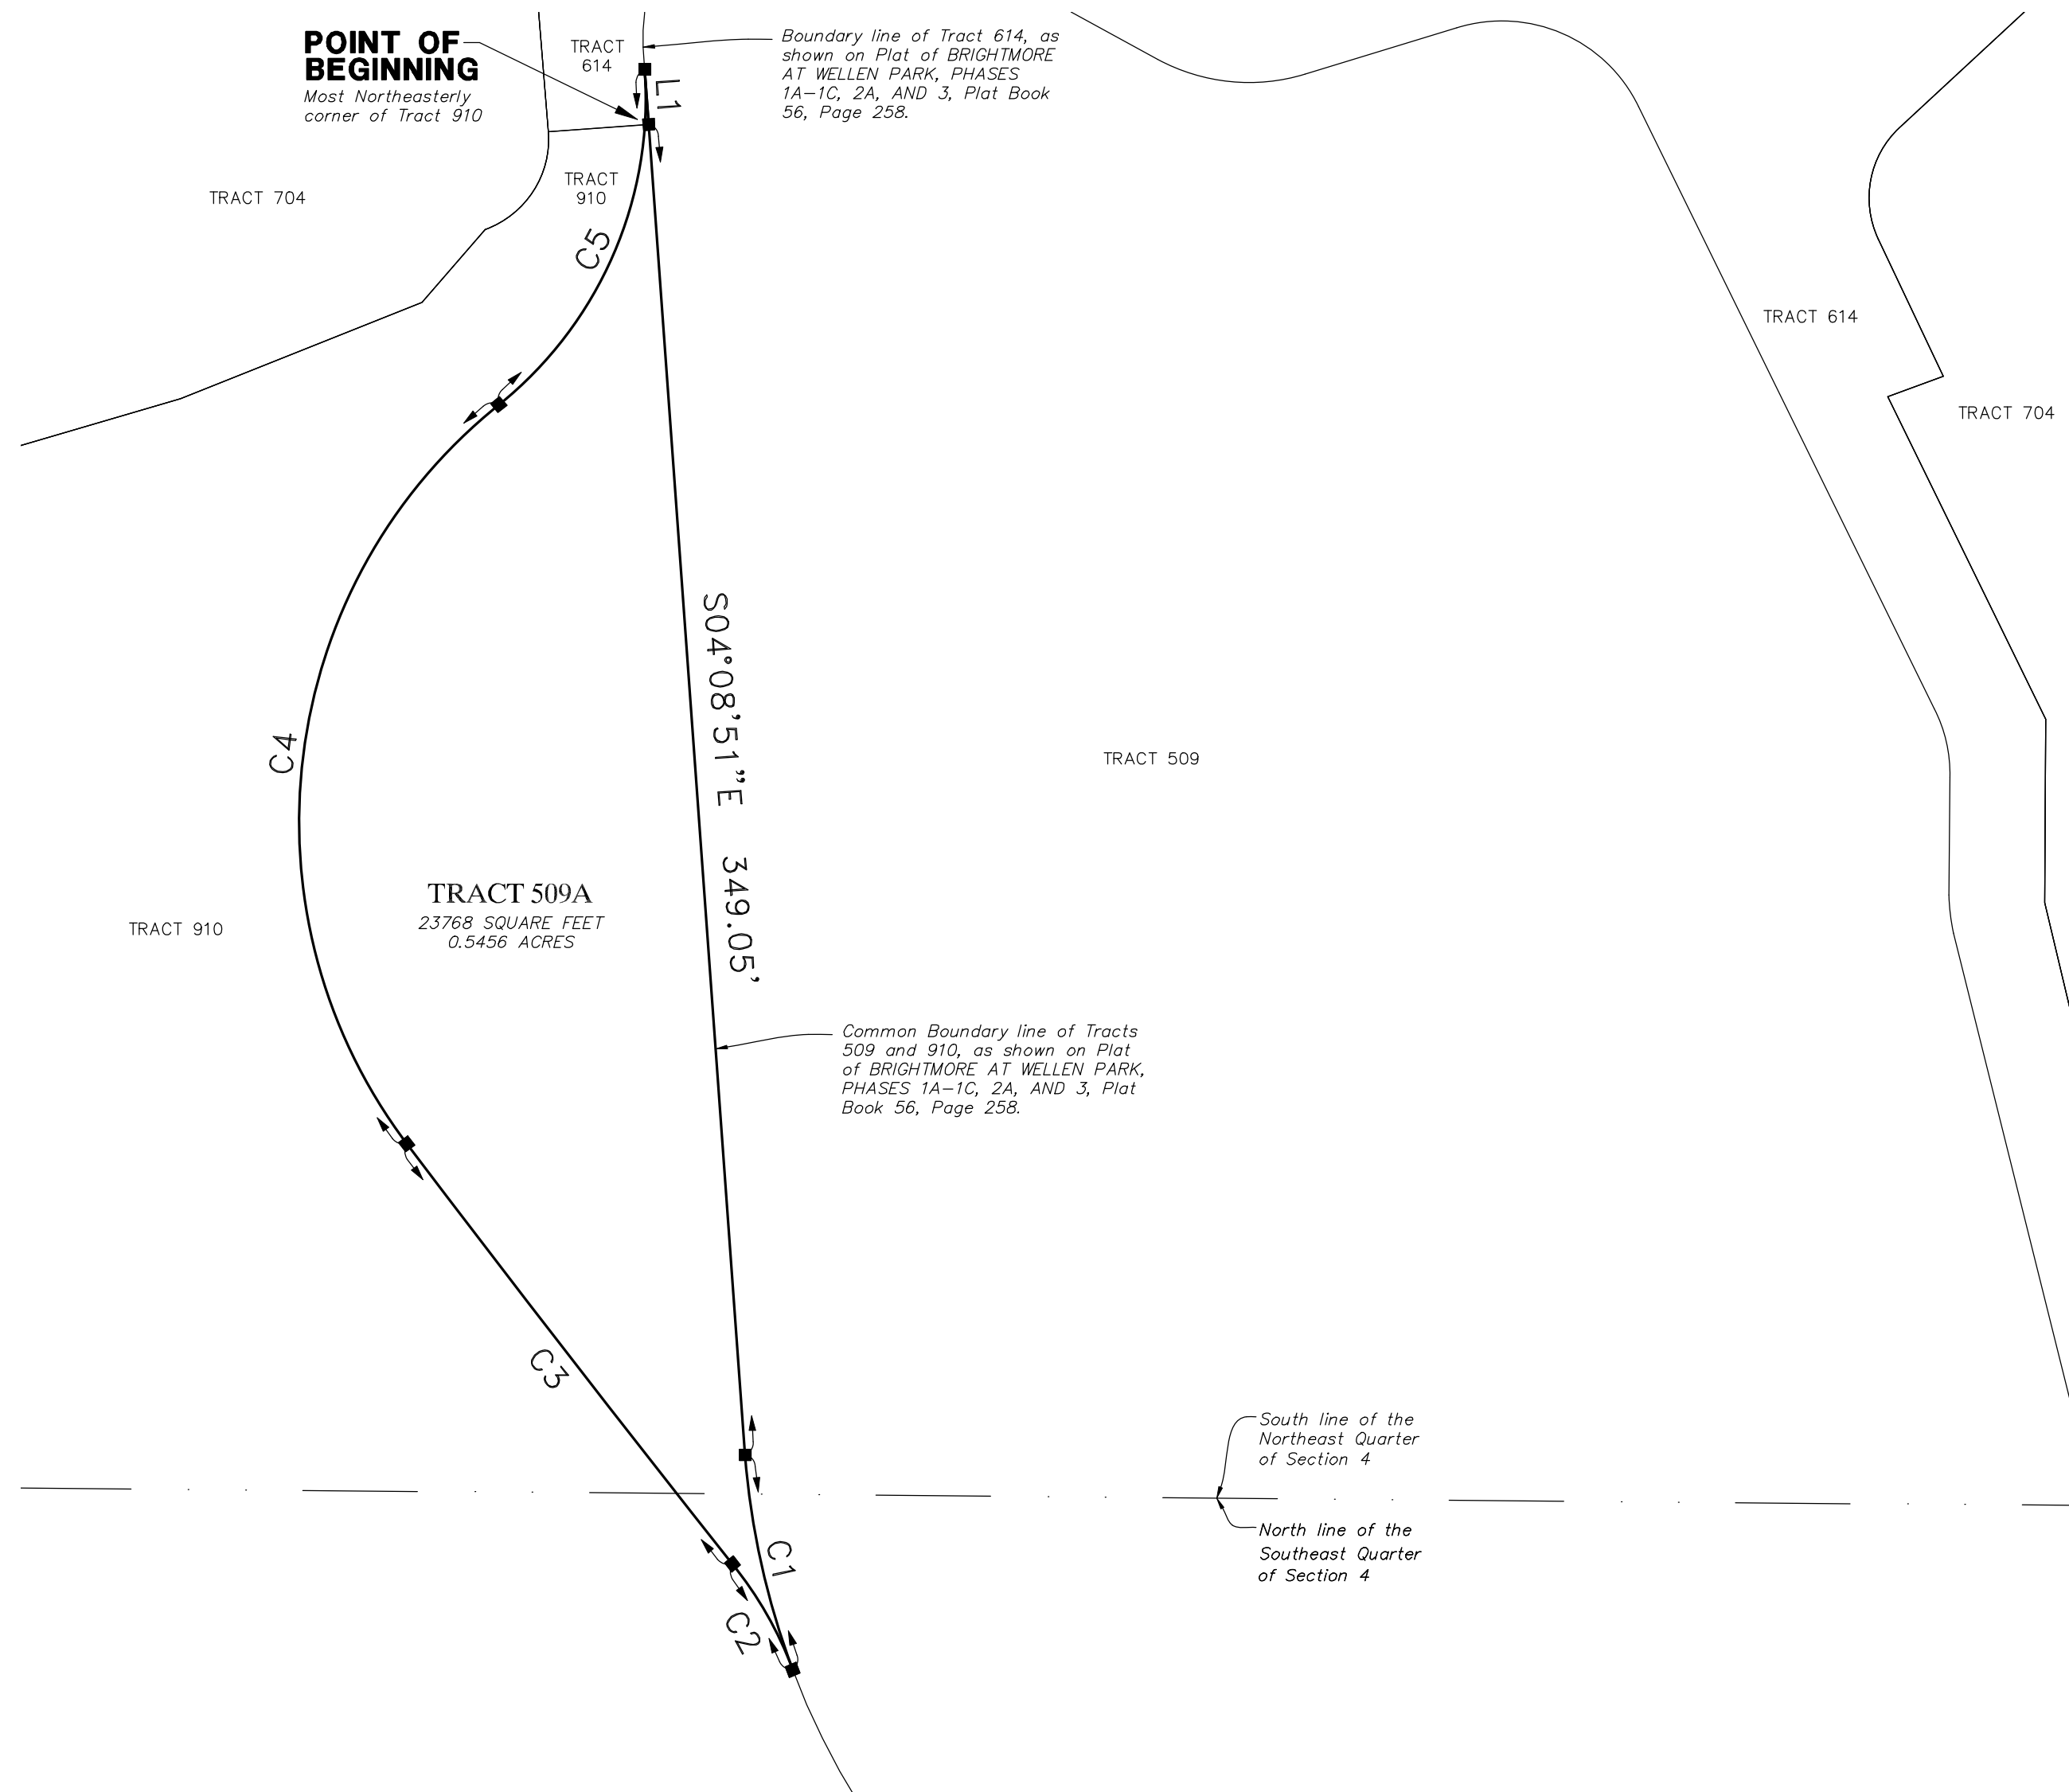 POINT OF
BEGINNING
Most Northeasterly
corner of Tract 910
TRACT
614
L1
Boundary line of Tract 614, as
shown on Plat of BRIGHTMORE
AT WELLEN PARK, PHASES
1A-1C, 2A, AND 3, Plat Book
56, Page 258.
TRACT 704
TRACT
910
C5
TRACT 614
TRACT 704
S04°08'51"E 349.05'
C4
TRACT 509
TRACT 509A
23768 SQUARE FEET
0.5456 ACRES
TRACT 910
Common Boundary line of Tracts
509 and 910, as shown on Plat
of BRIGHTMORE AT WELLEN PARK,
PHASES 1A-1C, 2A, AND 3, Plat
Book 56, Page 258.
C3
South line of the
Northeast Quarter
of Section 4
North line of the
Southeast Quarter
of Section 4
C1
C2